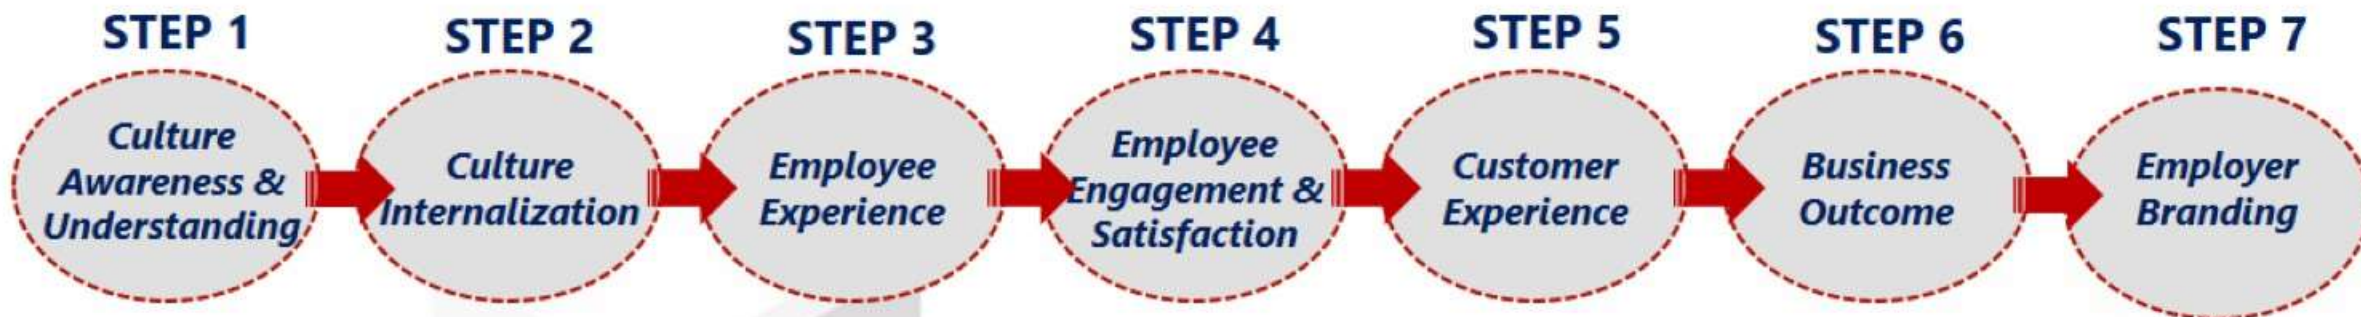 STEP 1
Culture
Awareness &
Understanding
STEP 2
Culture
Internalization
STEP 3
Employee
Experience
STEP 4
Employee
Engagement &
Satisfaction
STEP 5
Customer
Experience
STEP 6
Business
Outcome
STEP 7
Employer
Branding